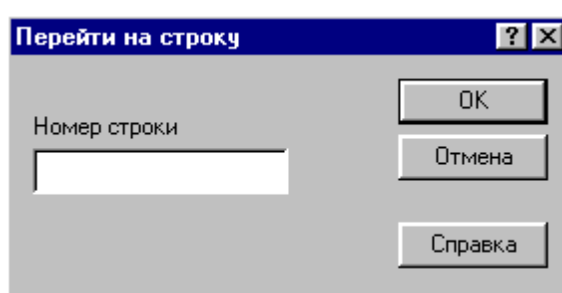 Перейти на строку
Номер строки
OK
Отмена
Справка